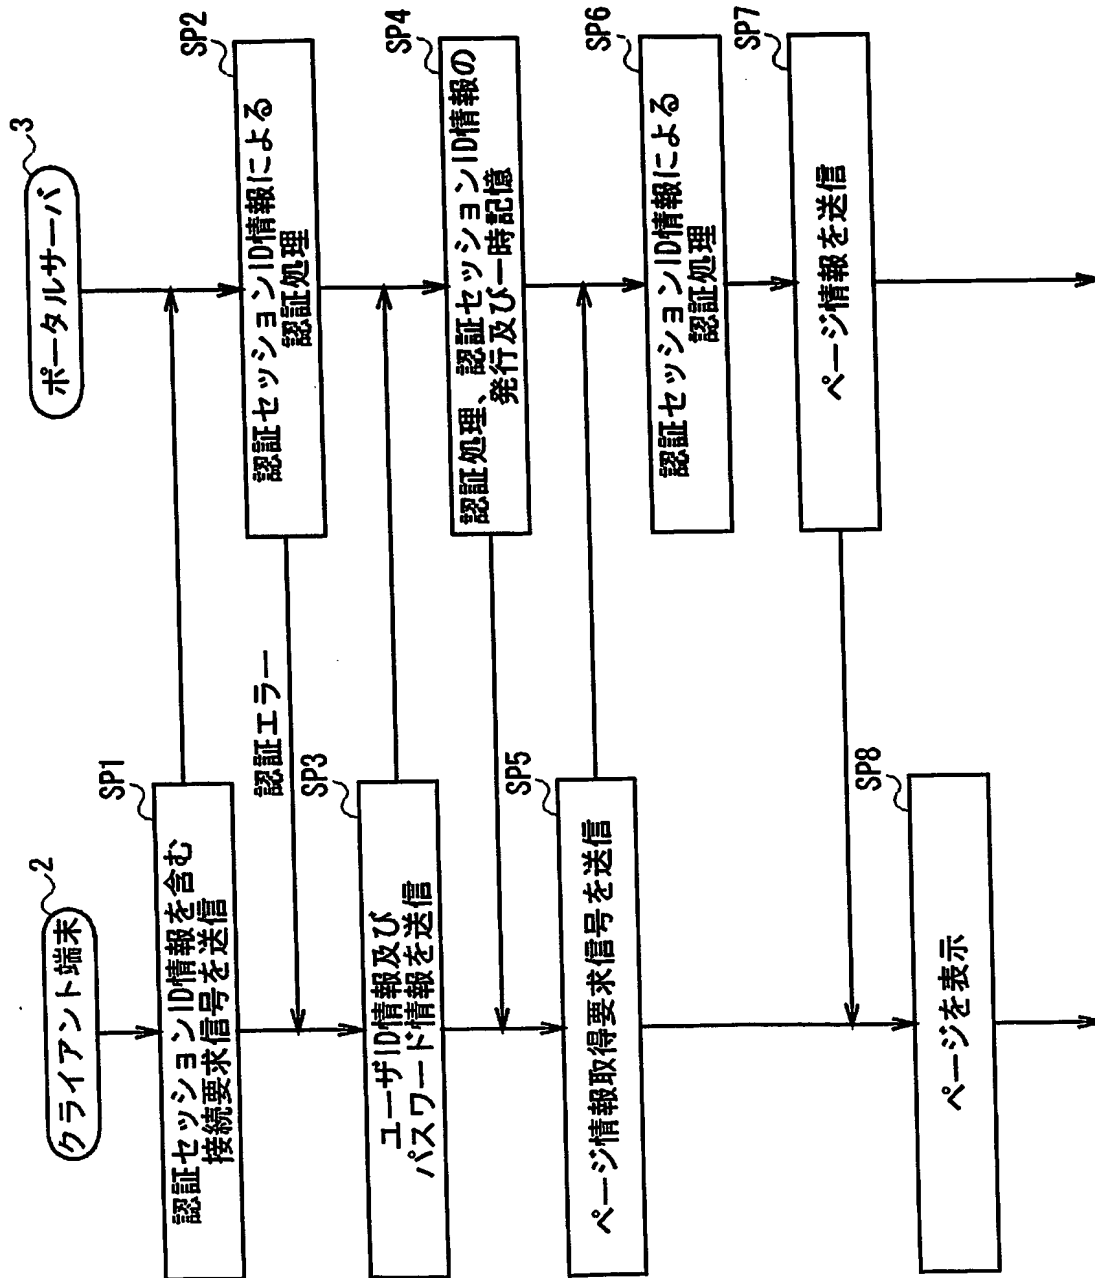 クライアント端末
2
ポータルサーバ
3
SP1
認証セッションID情報を含む
接続要求信号を送信
SP2
認証セッションID情報による
認証処理
認証エラー
SP3
ユーザID情報及び
パスワード情報を送信
SP4
認証処理、認証セッションID情報の
発行及び一時記憶
SP5
ページ情報取得要求信号を送信
SP6
認証セッションID情報による
認証処理
SP7
ページ情報を送信
SP8
ページを表示